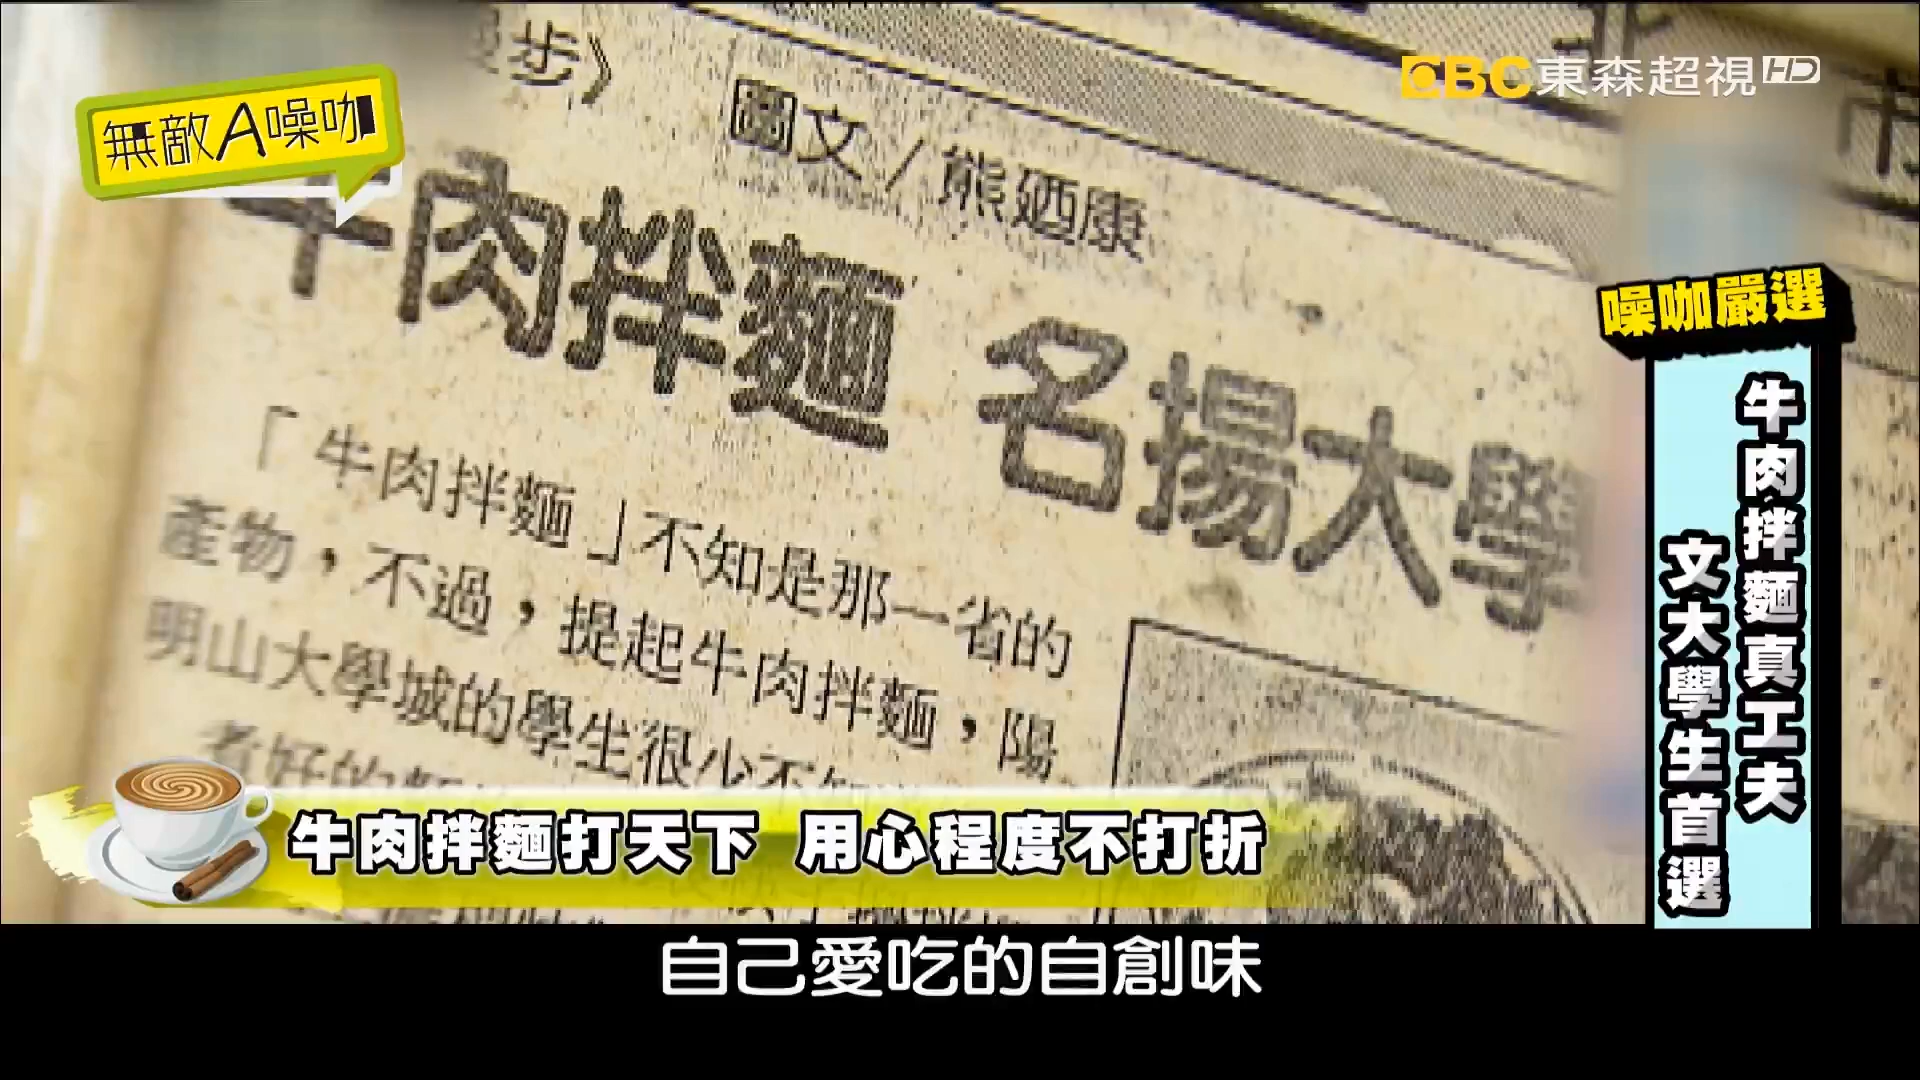 無敵A噪咖
EBC東森超視HD
步》
圖文／熊廼康
牛肉拌麵 名揚大學
「牛肉拌麵」不知是那一省的
產物，不過，提起牛肉拌麵，陽
明山大學城的學生很少不
煮好的
噪咖嚴選
牛肉拌麵真工夫
文大學生首選
牛肉拌麵打天下 用心程度不打折
自己愛吃的自創味